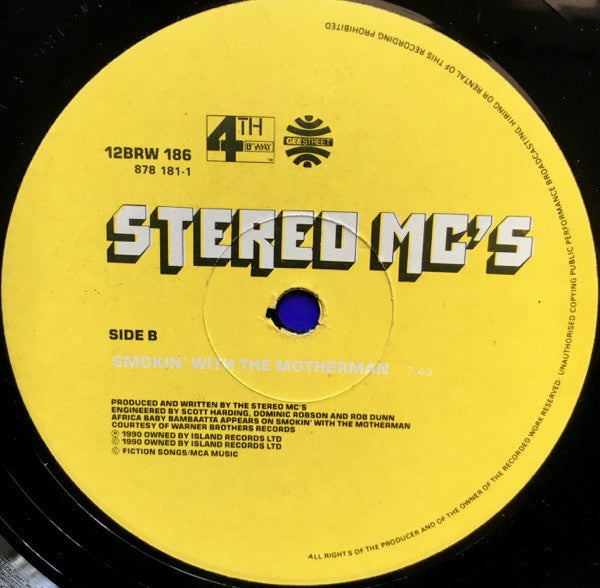 12BRW 186
878 181-1
4TH
B'WAY
TM
GEE STREET
STEREO MC'S
SIDE B
SMOKIN' WITH THE MOTHERMAN 7.43
PRODUCED AND WRITTEN BY THE STEREO MC'S
ENGINEERED BY SCOTT HARDING, DOMINIC ROBSON AND ROB DUNN
AFRICA BABY BAMBAATTA APPEARS ON SMOKIN' WITH THE MOTHERMAN
COURTESY OF WARNER BROTHERS RECORDS
℗ 1990 OWNED BY ISLAND RECORDS LTD
© 1990 OWNED BY ISLAND RECORDS LTD
© FICTION SONGS/MCA MUSIC
ALL RIGHTS OF THE PRODUCER AND OF THE OWNER OF THE RECORDED WORK RESERVED · UNAUTHORISED COPYING PUBLIC PERFORMANCE BROADCASTING HIRING OR RENTAL OF THIS RECORDING PROHIBITED